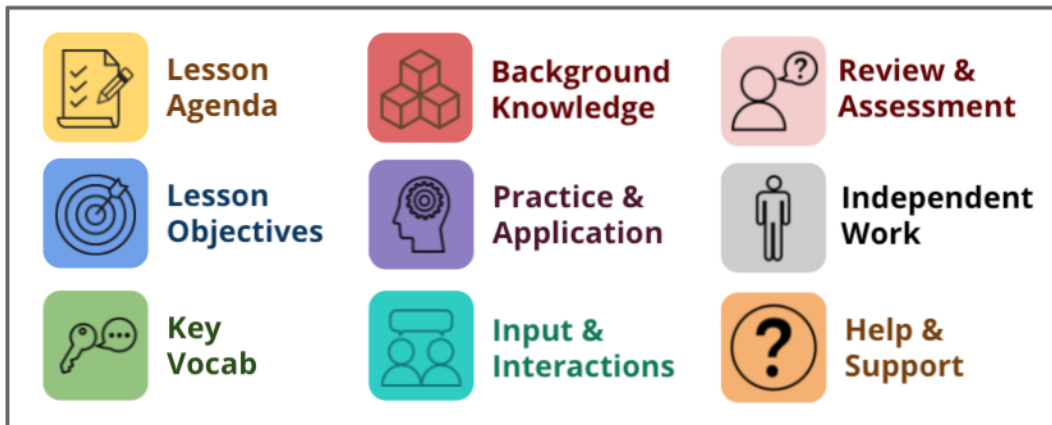 Lesson
Agenda
Background
Knowledge
?
Review &
Assessment
Lesson
Objectives
Practice &
Application
Independent
Work
Key
Vocab
Input &
Interactions
?
Help &
Support